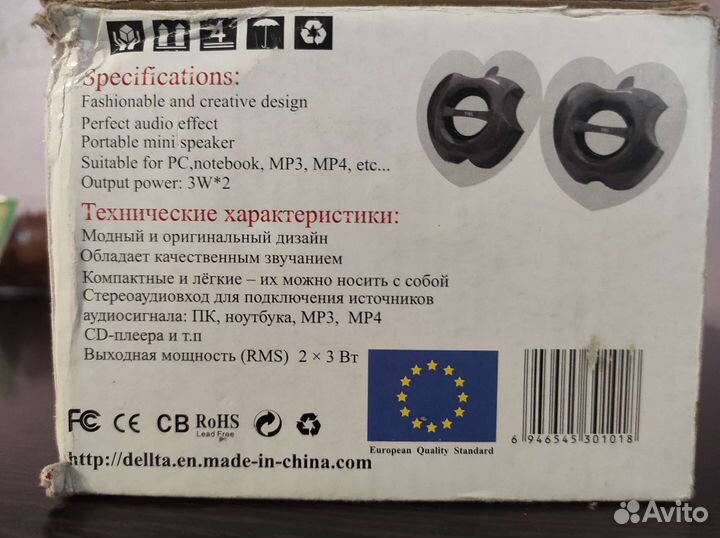 4
Specifications:
Fashionable and creative design
Perfect audio effect
Portable mini speaker
Suitable for PC,notebook, MP3, MP4, etc...
Output power: 3W*2
Технические характеристики:
Модный и оригинальный дизайн
Обладает качественным звучанием
Компактные и лёгкие – их можно носить с собой
Стереоаудиовход для подключения источников
аудиосигнала: ПК, ноутбука, MP3, MP4
CD-плеера и т.п
Выходная мощность (RMS) 2 × 3 Вт
FC CE CB RoHS
Lead Free
European Quality Standard
6 946545 301018
http://dellta.en.made-in-china.com
Avito